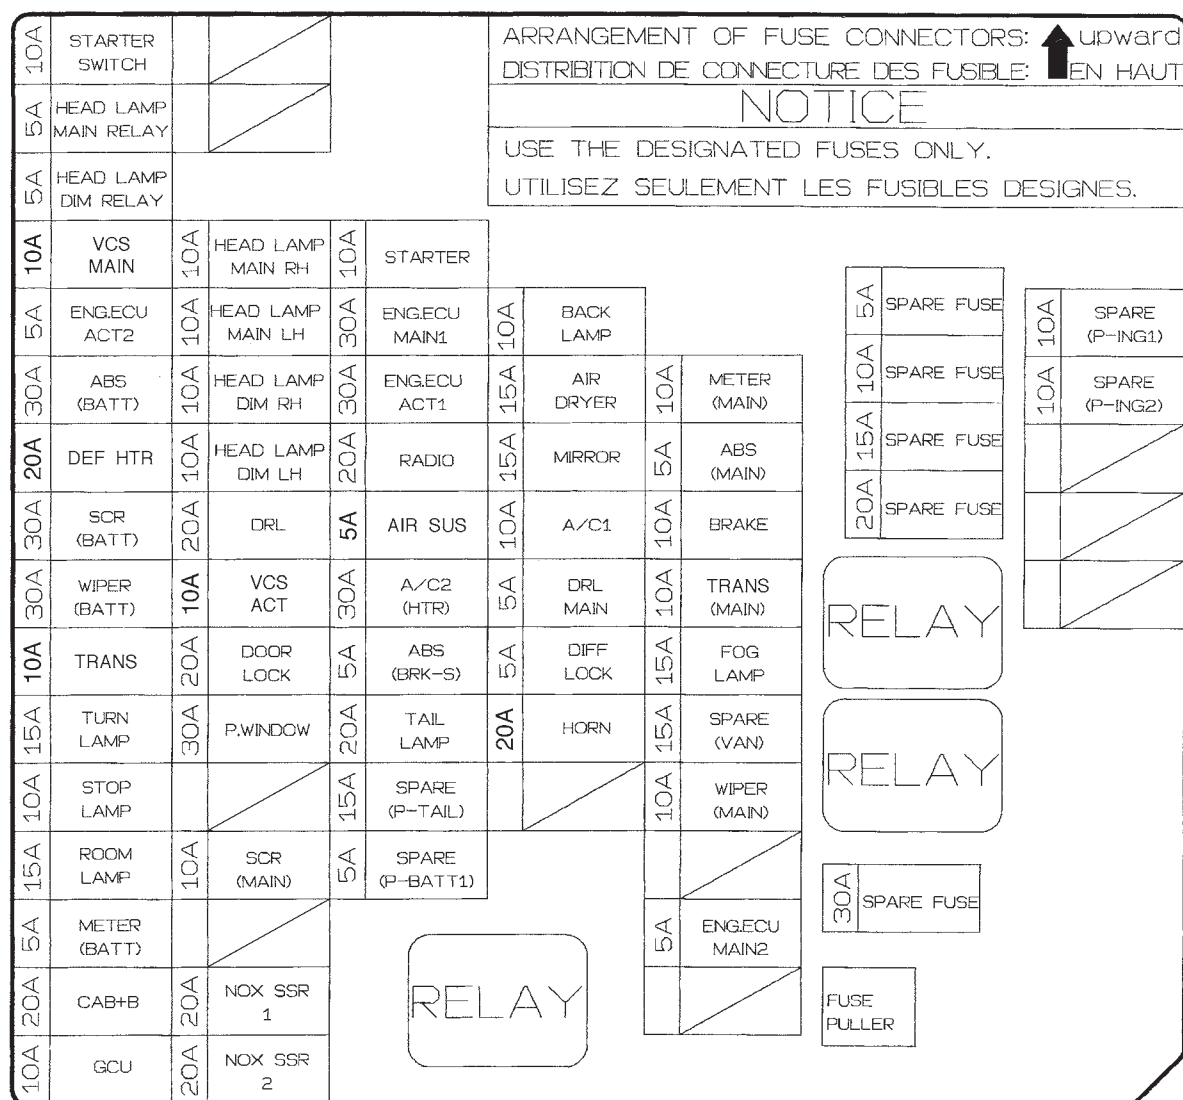 ARRANGEMENT OF FUSE CONNECTORS: upward
DISTRIBITION DE CONNECTURE DES FUSIBLE: EN HAUT
NOTICE
USE THE DESIGNATED FUSES ONLY.
UTILISEZ SEULEMENT LES FUSIBLES DESIGNES.
10A STARTER
SWITCH
5A HEAD LAMP
MAIN RELAY
5A HEAD LAMP
DIM RELAY
10A VCS
MAIN
5A ENG.ECU
ACT2
30A ABS
(BATT)
20A DEF HTR
30A SCR
(BATT)
30A WIPER
(BATT)
10A TRANS
15A TURN
LAMP
10A STOP
LAMP
15A ROOM
LAMP
5A METER
(BATT)
20A CAB+B
10A GCU
10A HEAD LAMP
MAIN RH
10A HEAD LAMP
MAIN LH
10A HEAD LAMP
DIM RH
10A HEAD LAMP
DIM LH
20A DRL
10A VCS
ACT
20A DOOR
LOCK
30A P.WINDOW
10A SCR
(MAIN)
20A NOX SSR
1
20A NOX SSR
2
10A STARTER
30A ENG.ECU
MAIN1
30A ENG.ECU
ACT1
20A RADIO
5A AIR SUS
30A A/C2
(HTR)
5A ABS
(BRK-S)
20A TAIL
LAMP
15A SPARE
(P-TAIL)
5A SPARE
(P-BATT1)
RELAY
10A BACK
LAMP
15A AIR
DRYER
15A MIRROR
10A A/C1
5A DRL
MAIN
5A DIFF
LOCK
20A HORN
10A METER
(MAIN)
5A ABS
(MAIN)
10A BRAKE
10A TRANS
(MAIN)
15A FOG
LAMP
15A SPARE
(VAN)
10A WIPER
(MAIN)
5A ENG.ECU
MAIN2
5A SPARE FUSE
10A SPARE FUSE
15A SPARE FUSE
20A SPARE FUSE
RELAY
RELAY
30A SPARE FUSE
FUSE
PULLER
10A SPARE
(P-ING1)
10A SPARE
(P-ING2)